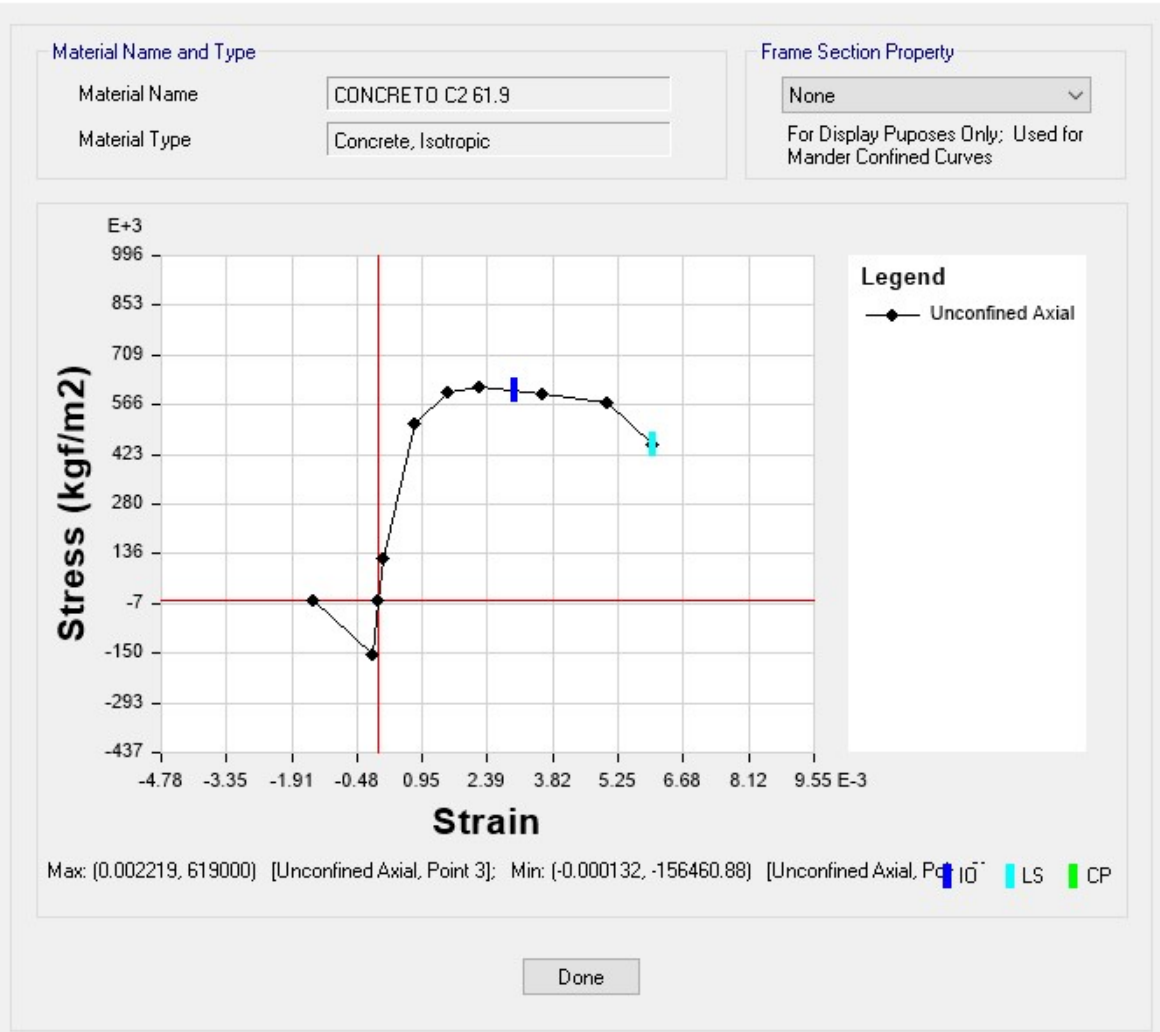 Material Name and Type
Material Name
CONCRETO C2 61.9
Material Type
Concrete, Isotropic
Frame Section Property
None
For Display Puposes Only; Used for
Mander Confined Curves
E+3
996
853
709
566
423
280
136
-7
-150
-293
-437
Stress (kgf/m2)
-4.78 -3.35 -1.91 -0.48 0.95 2.39 3.82 5.25 6.68 8.12 9.55 E-3
Strain
Legend
Unconfined Axial
Max: (0.002219, 619000) [Unconfined Axial, Point 3]; Min: (-0.000132, -156460.88) [Unconfined Axial,
IO LS CP
Done